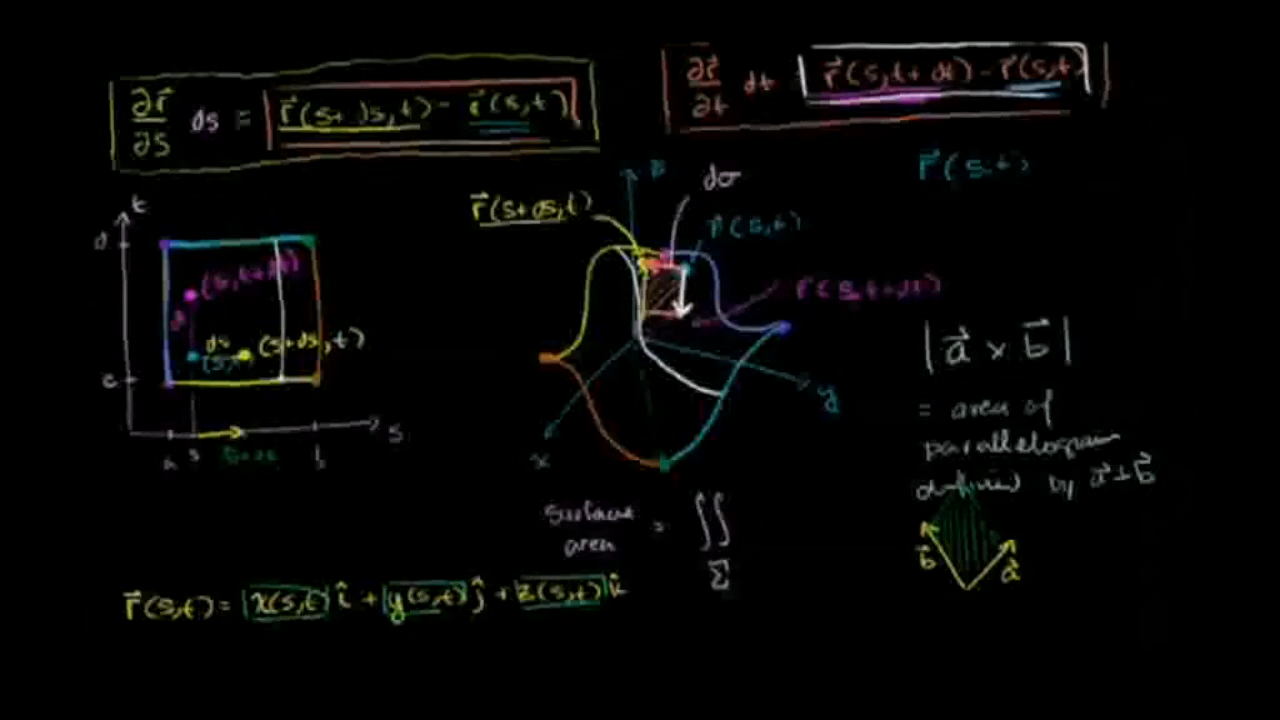 ∂r⃗/∂s ds = r⃗(s+ds,t) - r⃗(s,t)
∂r⃗/∂t dt = r⃗(s,t+dt) - r⃗(s,t)
r⃗(s,t)
z
dσ
t
r⃗(s+ds,t)
r⃗(s,t)
d
(s,t+dt)
r⃗(s,t+dt)
ds (s+ds,t)
(s,t)
|a⃗ × b⃗|
c
y
= area of
s
parallelogram
a s b
x
defined by a⃗ + b⃗
surface = ∬
area
Σ
b⃗ a⃗
r⃗(s,t) = x(s,t) î + y(s,t) ĵ + z(s,t) k̂